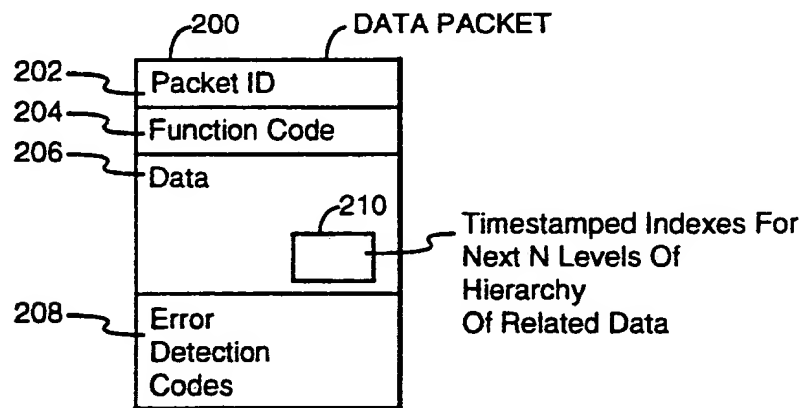 200
DATA PACKET
202
Packet ID
204
Function Code
206
Data
210
Timestamped Indexes For
Next N Levels Of
Hierarchy
Of Related Data
208
Error
Detection
Codes